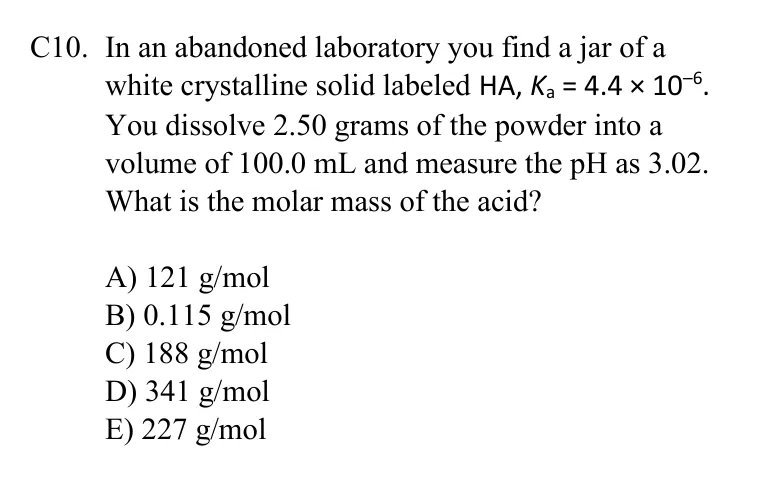 C10. In an abandoned laboratory you find a jar of a
white crystalline solid labeled HA, Kₐ = 4.4 × 10⁻⁶.
You dissolve 2.50 grams of the powder into a
volume of 100.0 mL and measure the pH as 3.02.
What is the molar mass of the acid?
A) 121 g/mol
B) 0.115 g/mol
C) 188 g/mol
D) 341 g/mol
E) 227 g/mol